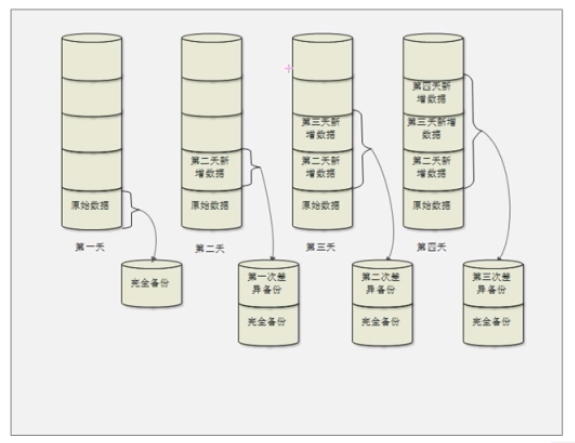 第四天新
增数据
第三天新
增数据
第三天新增
数据
第二天新
增数据
第二天新
增数据
第二天新
增数据
原始数据
原始数据
原始数据
原始数据
第一天
第二天
第三天
第四天
完全备份
第一次差
异备份
完全备份
第二次差
异备份
完全备份
第三次差
异备份
完全备份